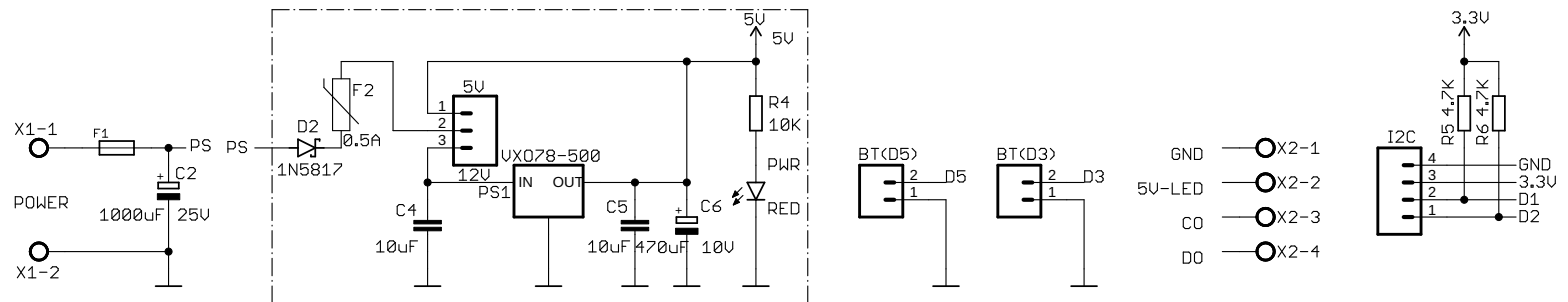 X1-1
F1
PS
+
C2
1000uF 25V
POWER
X1-2
PS
D2
1N5817
F2
0.5A
5V
1
2
3
12V
VXO78-500
PS1
IN
OUT
C4
10uF
C5
10uF
+
C6
470uF
10V
5V
5V
R4
10K
PWR
RED
BT(D5)
2
1
D5
BT(D3)
2
1
D3
GND
X2-1
5V-LED
X2-2
CO
X2-3
DO
X2-4
3.3V
R5 4.7K
R6 4.7K
I2C
4
GND
3
3.3V
2
D1
1
D2